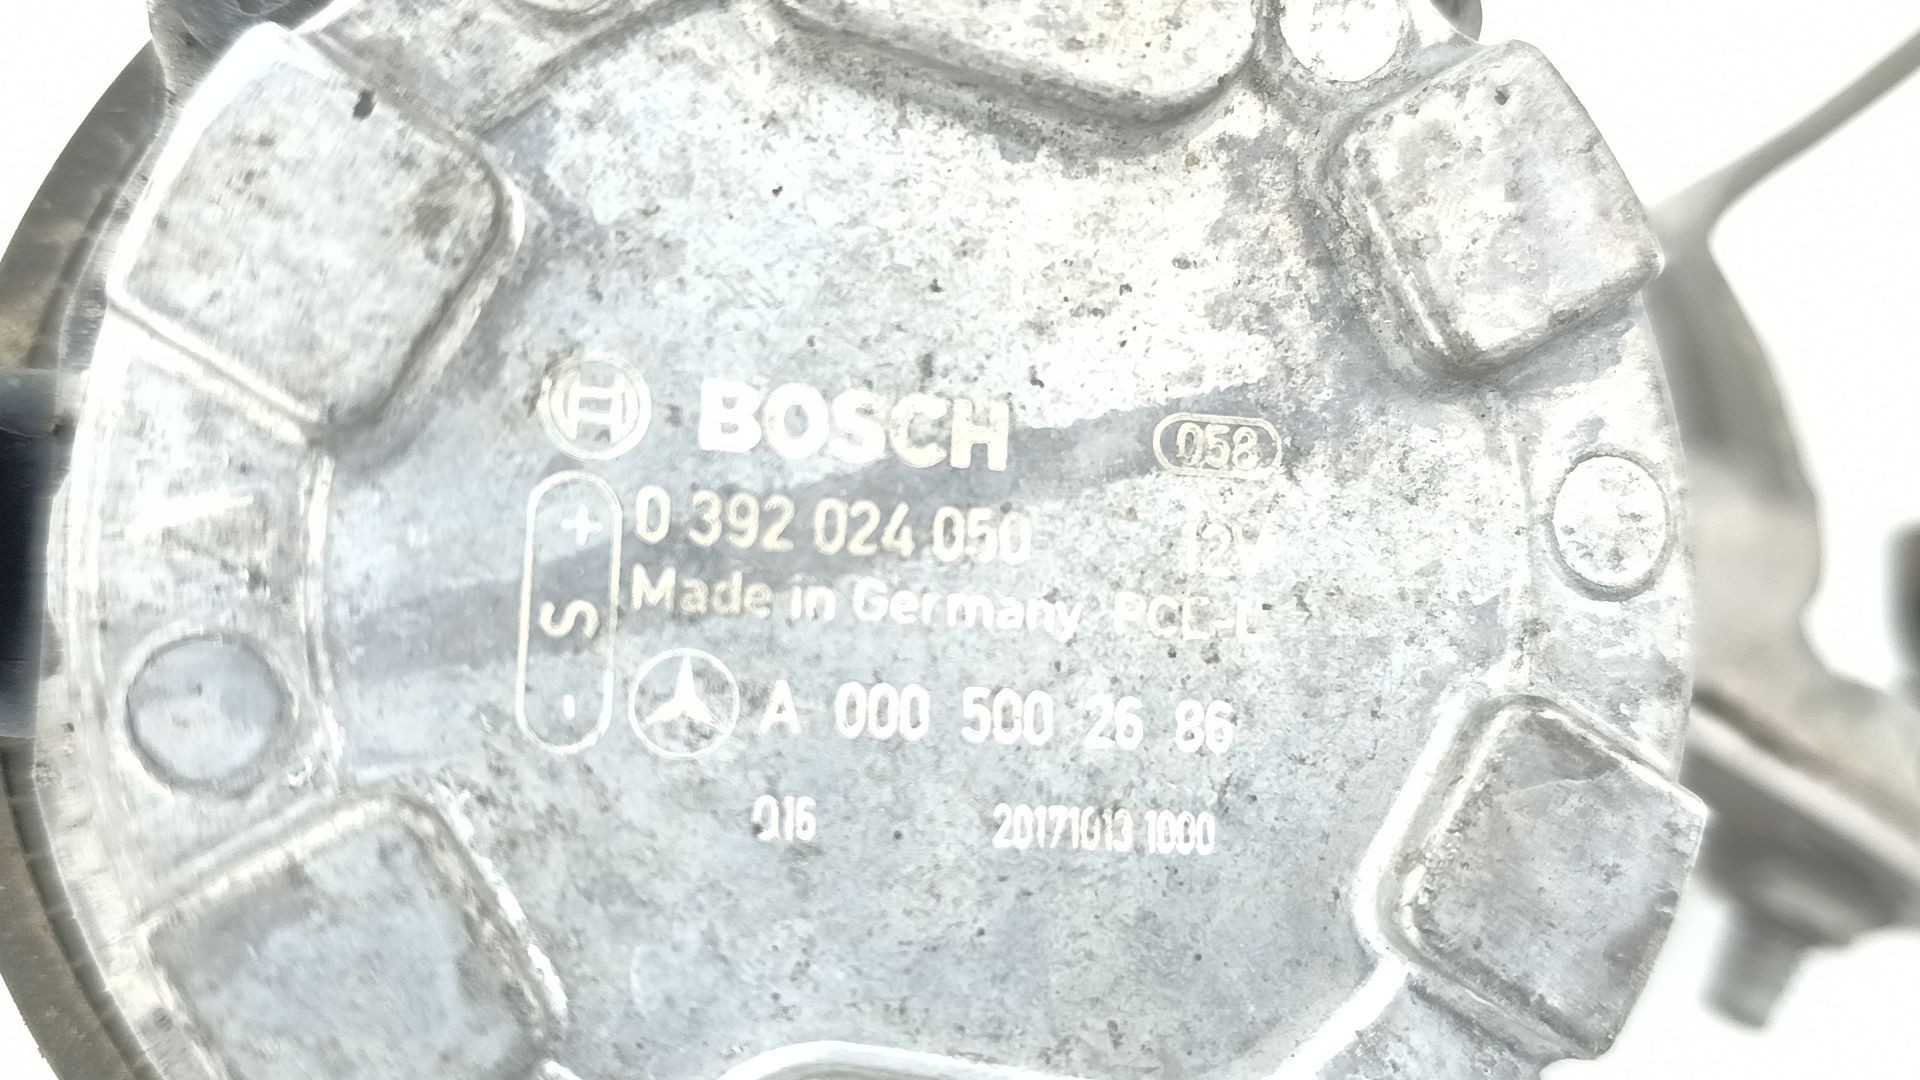 BOSCH 058
+ 0 392 024 050 12V
S Made in Germany PCE-L
- A 000 500 26 86
016 20171013 1000